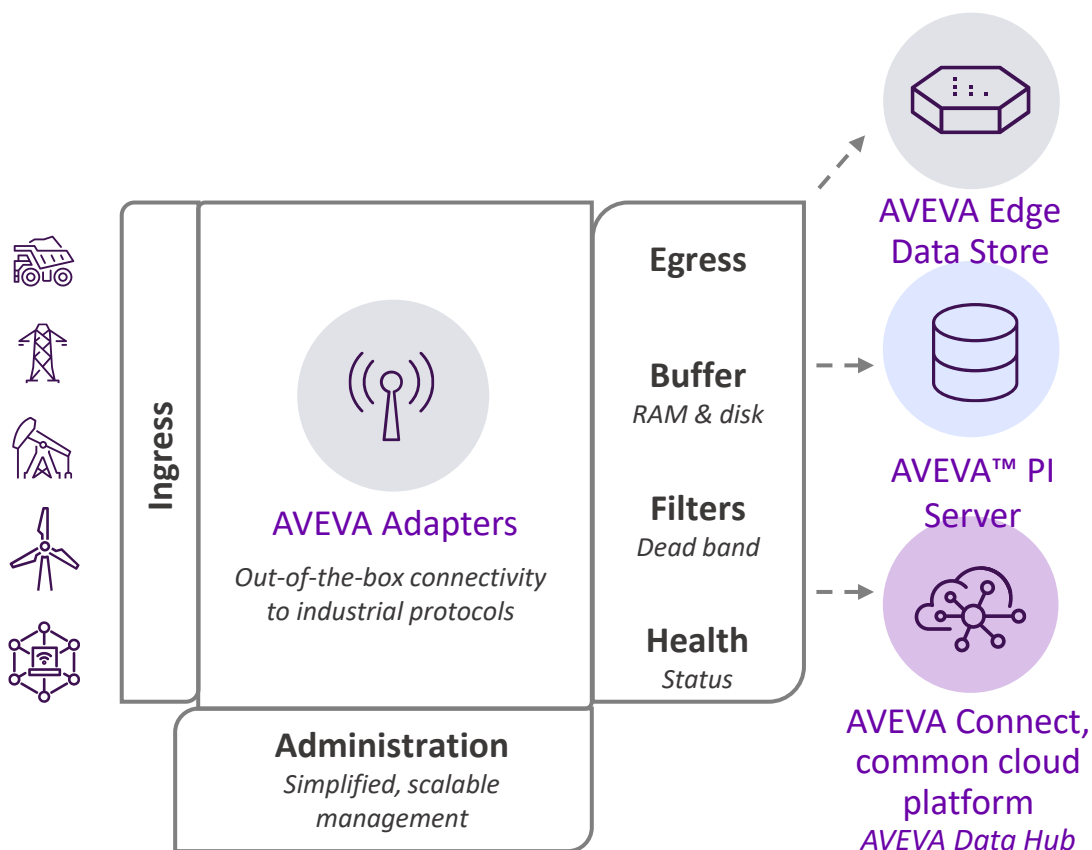 Ingress
AVEVA Adapters
Out-of-the-box connectivity
to industrial protocols
Egress
Buffer
RAM & disk
Filters
Dead band
Health
Status
Administration
Simplified, scalable
management
AVEVA Edge
Data Store
AVEVA™ PI
Server
AVEVA Connect,
common cloud
platform
AVEVA Data Hub